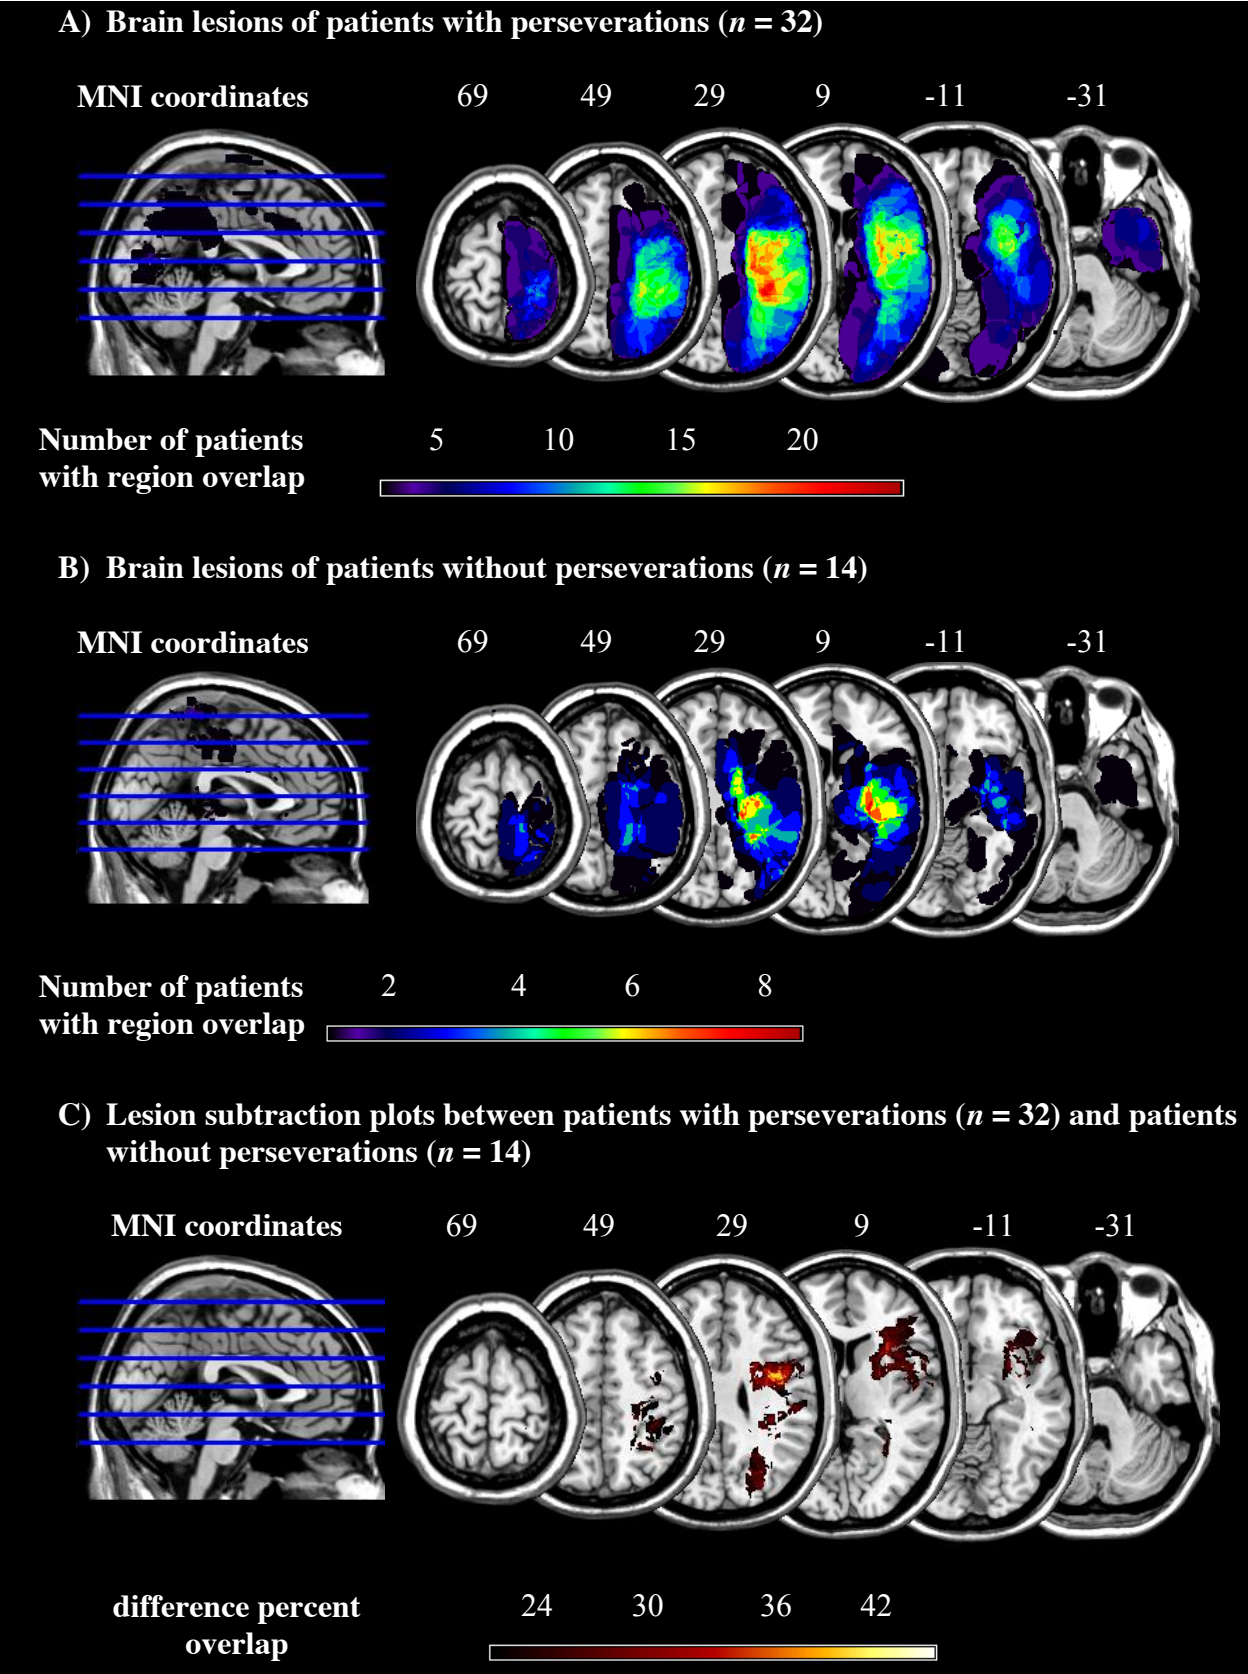 A) Brain lesions of patients with perseverations (n = 32)
MNI coordinates 69 49 29 9 -11 -31
Number of patients with region overlap 5 10 15 20
B) Brain lesions of patients without perseverations (n = 14)
MNI coordinates 69 49 29 9 -11 -31
Number of patients with region overlap 2 4 6 8
C) Lesion subtraction plots between patients with perseverations (n = 32) and patients
without perseverations (n = 14)
MNI coordinates 69 49 29 9 -11 -31
difference percent overlap 24 30 36 42